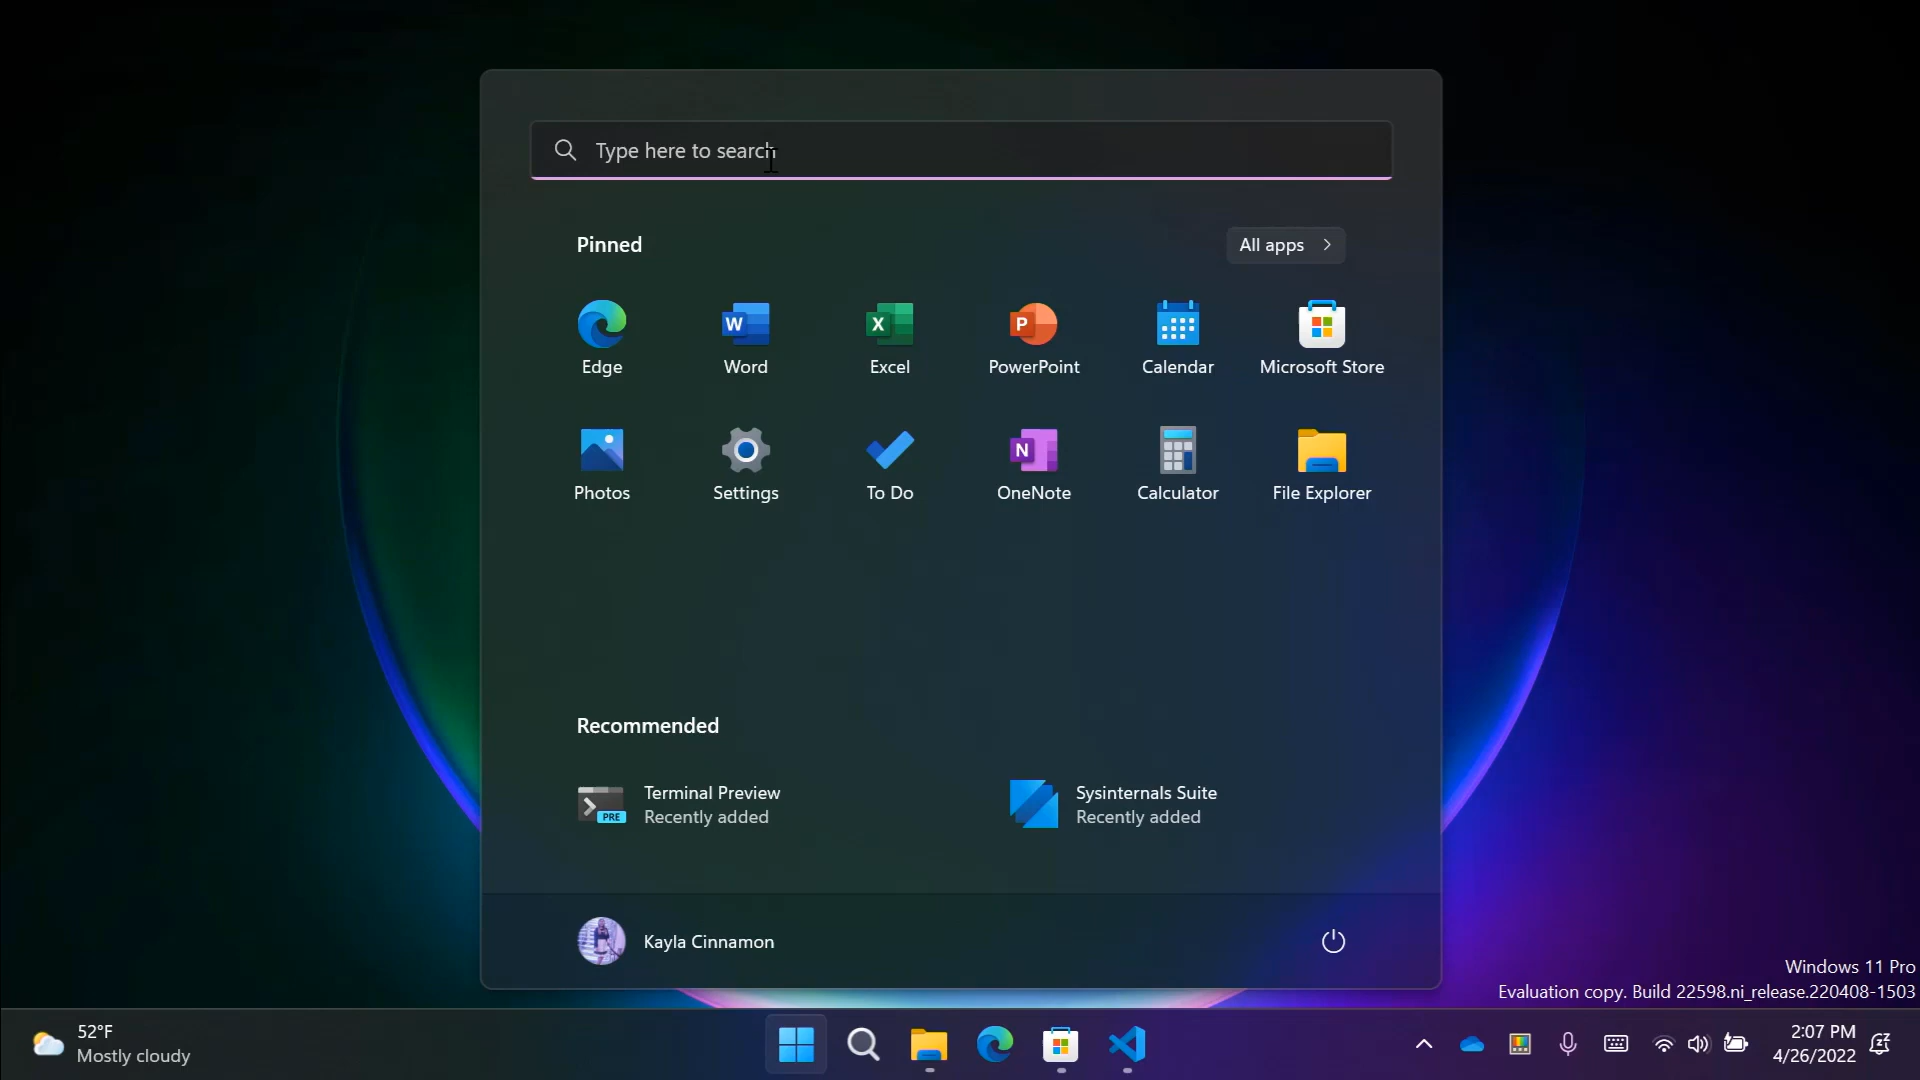 Type here to search
Pinned
All apps
Edge
Word
Excel
PowerPoint
Calendar
Microsoft Store
Photos
Settings
To Do
OneNote
Calculator
File Explorer
Recommended
PRE
Terminal Preview
Recently added
Sysinternals Suite
Recently added
Kayla Cinnamon
Windows 11 Pro
Evaluation copy. Build 22598.ni_release.220408-1503
52°F
Mostly cloudy
2:07 PM
4/26/2022